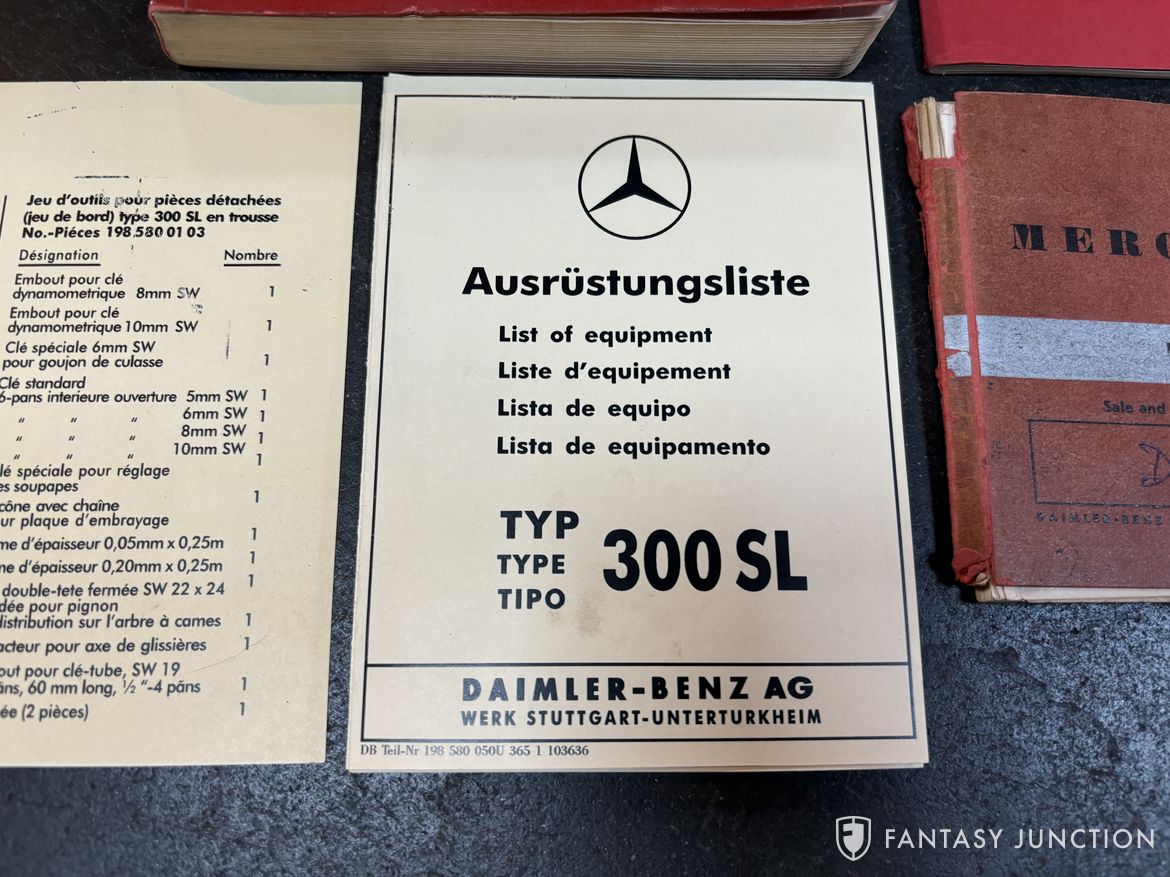 Jeu d'outils pour pièces détachées
(jeu de bord) type 300 SL en trousse
No.-Piéces 198 580 01 03
Désignation Nombre
Embout pour clé
dynamometrique 8mm SW 1
Embout pour clé
dynamometrique 10mm SW 1
Clé spéciale 6mm SW
pour goujon de culasse 1
Clé standard
6-pans interieure ouverture 5mm SW 1
" " " 6mm SW 1
" " " 8mm SW 1
" " " 10mm SW 1
lé spéciale pour réglage
es soupapes 1
cône avec chaîne
ur plaque d'embrayage 1
me d'épaisseur 0,05mm x 0,25m 1
me d'épaisseur 0,20mm x 0,25m 1
double-tete fermée SW 22 x 24
dée pour pignon
distribution sur l'arbre à cames 1
acteur pour axe de glissières 1
out pour clé-tube, SW 19
pãns, 60 mm long, ½ "-4 pãns 1
ée (2 pièces) 1
Ausrüstungsliste
List of equipment
Liste d'equipement
Lista de equipo
Lista de equipamento
TYP
TYPE
TIPO
300 SL
DAIMLER-BENZ AG
WERK STUTTGART-UNTERTURKHEIM
DB Teil-Nr 198 580 050U 365 1 103636
MERC
Sale and
DAIMLER-BENZ
FANTASY JUNCTION